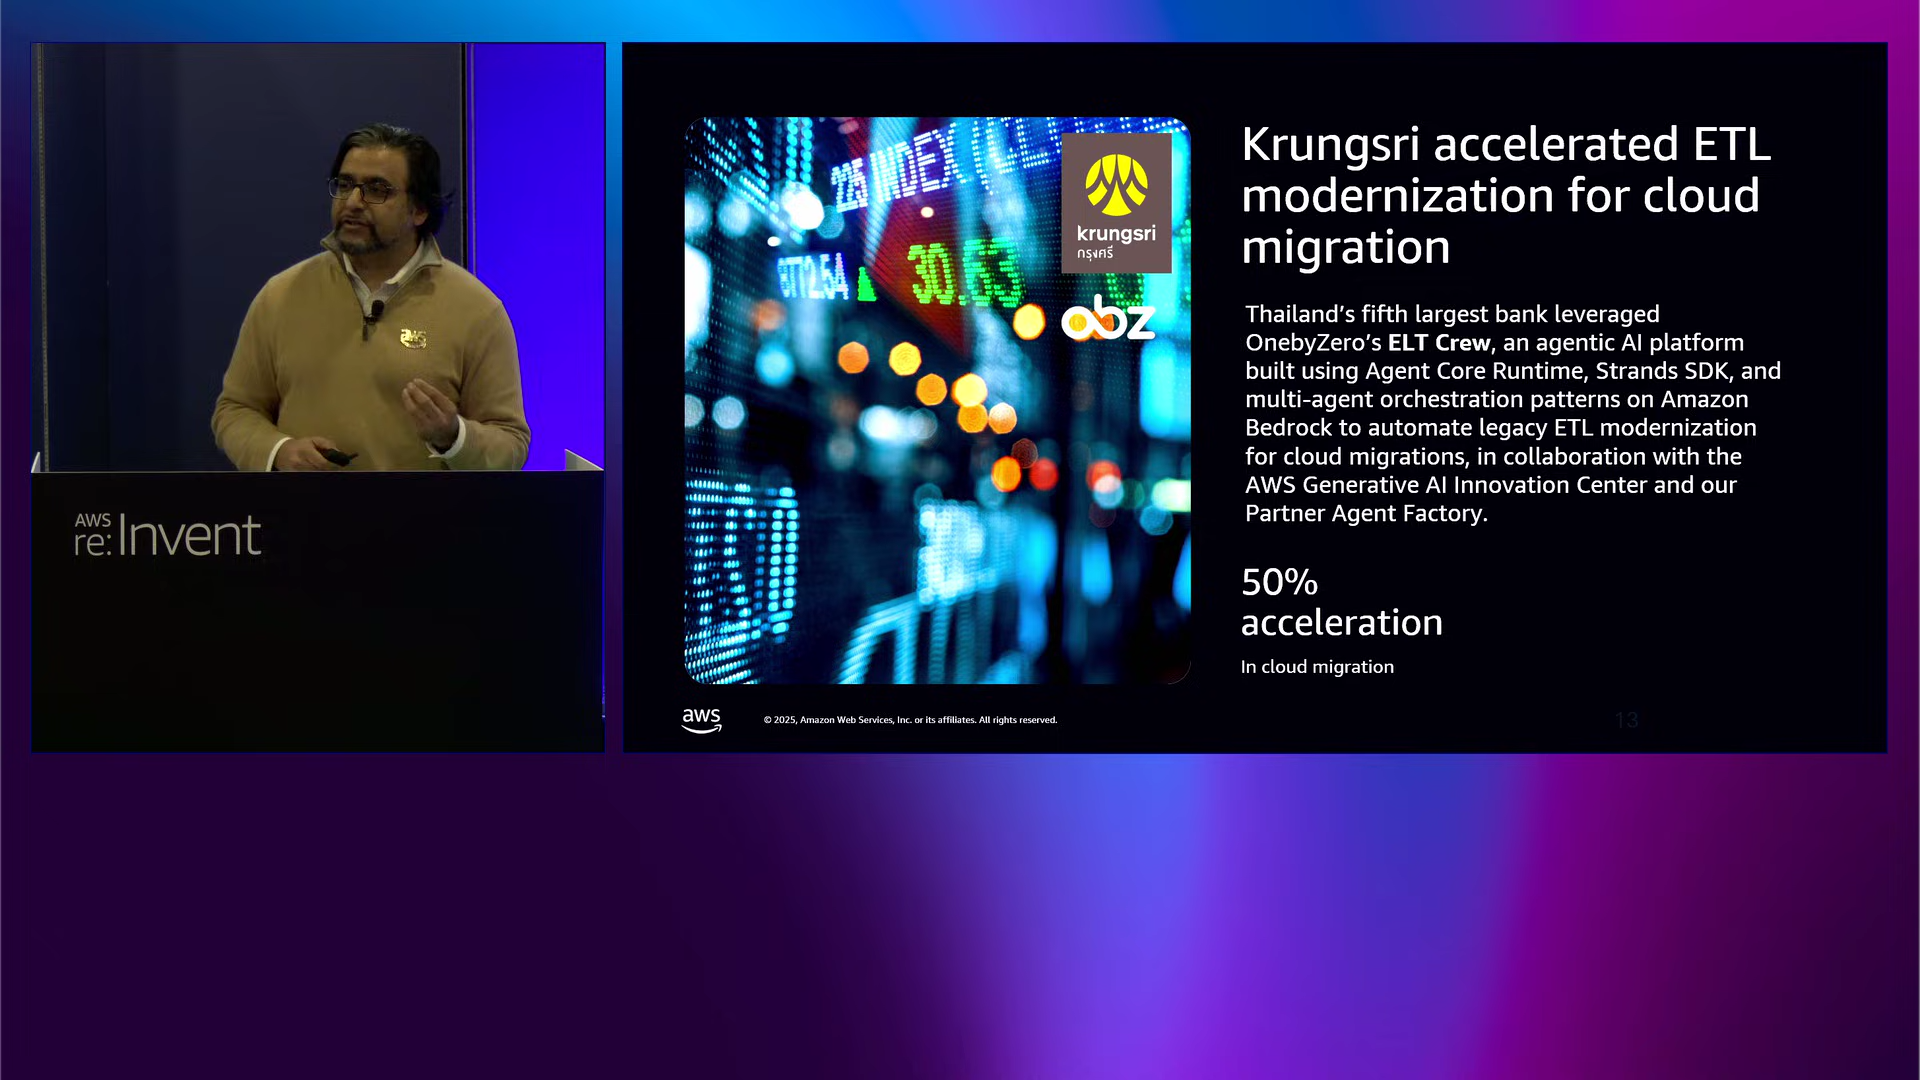 AWS
re:Invent
aws
225 INDEX
30.63
krungsri
กรุงศรี
obz
Krungsri accelerated ETL
modernization for cloud
migration
Thailand’s fifth largest bank leveraged
OnebyZero’s ELT Crew, an agentic AI platform
built using Agent Core Runtime, Strands SDK, and
multi-agent orchestration patterns on Amazon
Bedrock to automate legacy ETL modernization
for cloud migrations, in collaboration with the
AWS Generative AI Innovation Center and our
Partner Agent Factory.
50%
acceleration
In cloud migration
aws
© 2025, Amazon Web Services, Inc. or its affiliates. All rights reserved.
13